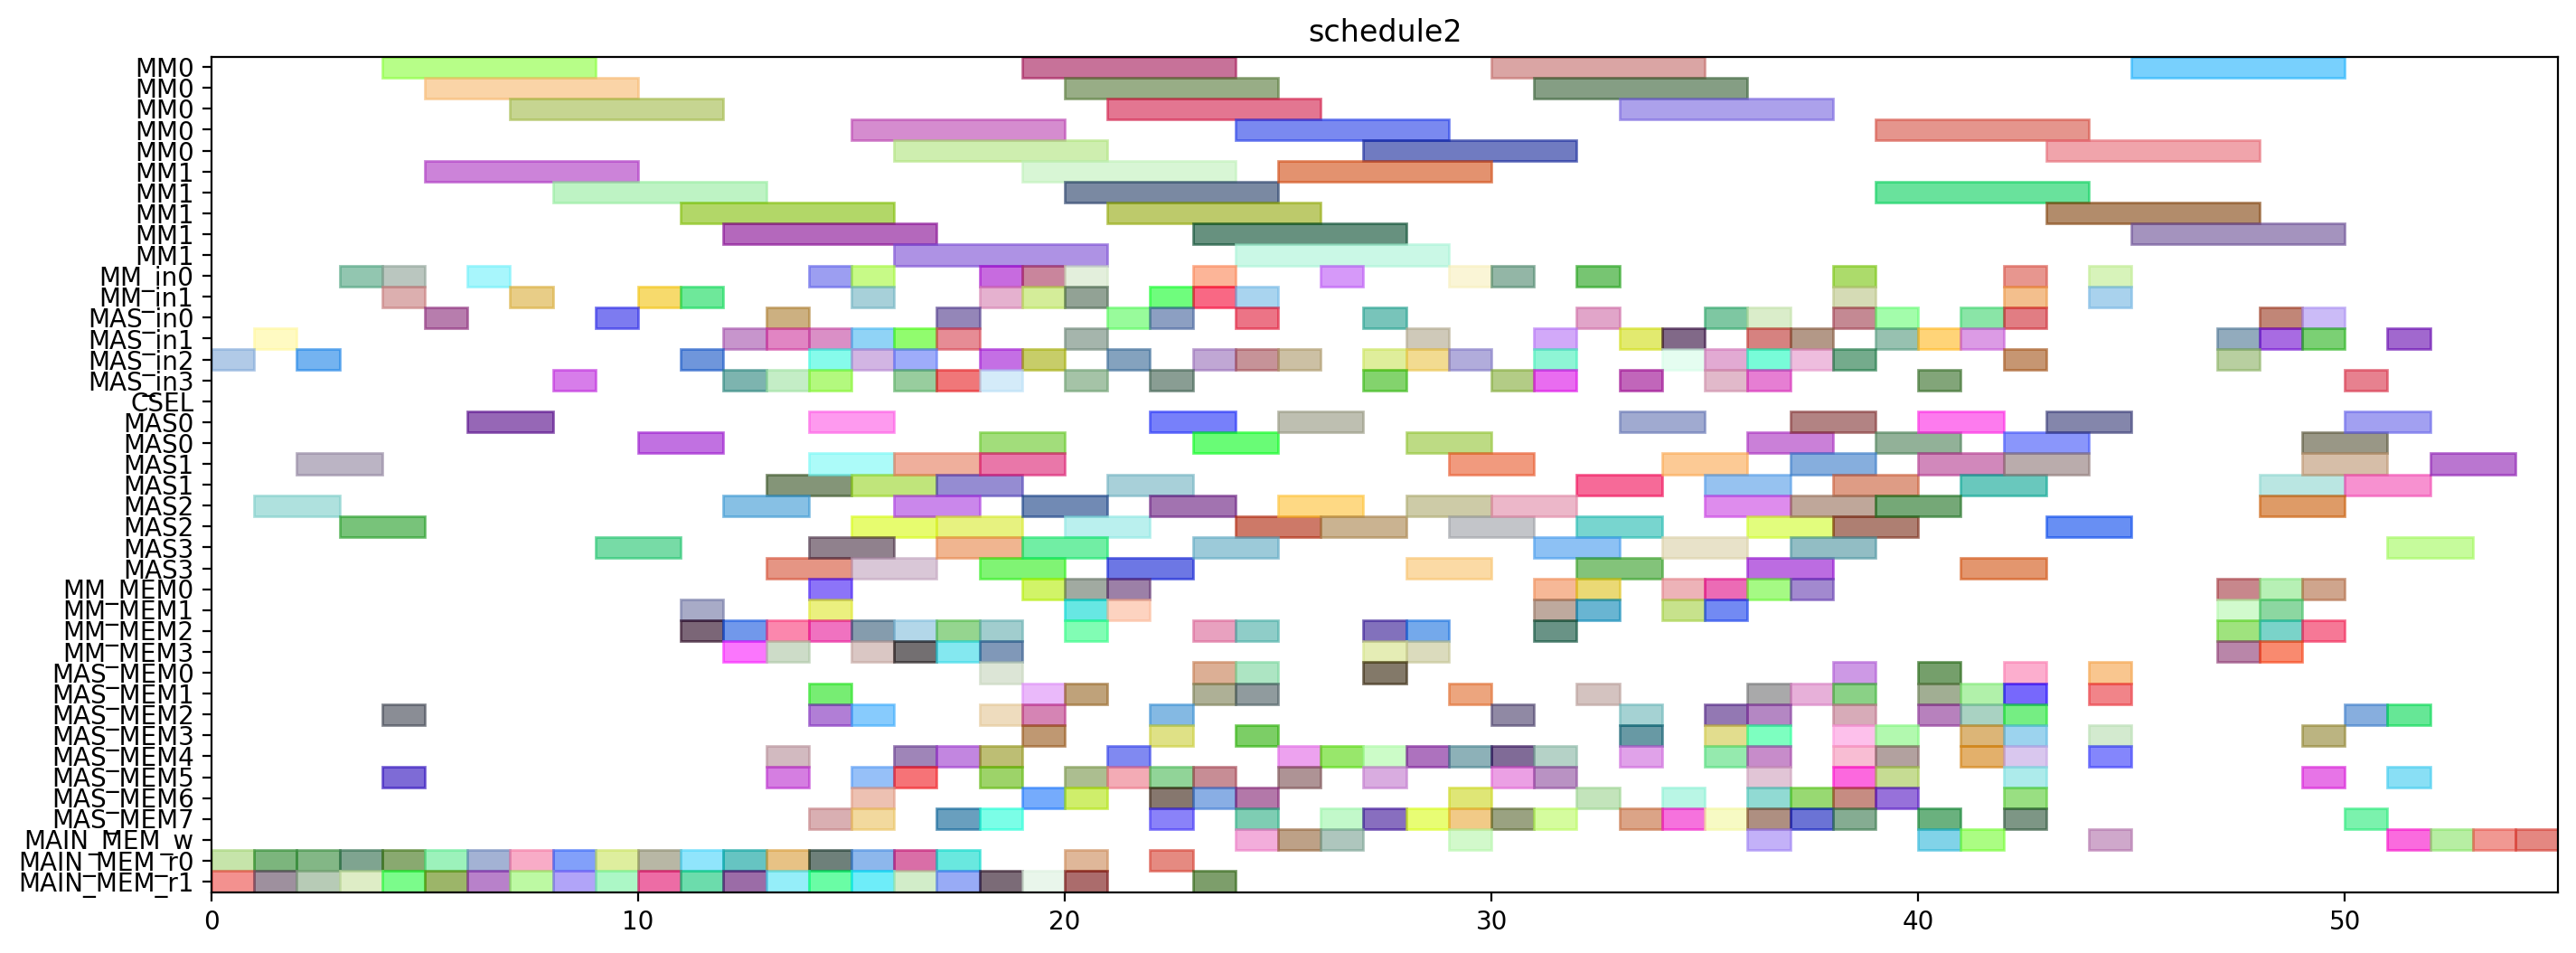 schedule2
MM0
MM0
MM0
MM0
MM0
MM1
MM1
MM1
MM1
MM1
MM_in0
MM_in1
MAS_in0
MAS_in1
MAS_in2
MAS_in3
CSEL
MAS0
MAS0
MAS1
MAS1
MAS2
MAS2
MAS3
MAS3
MM_MEM0
MM_MEM1
MM_MEM2
MM_MEM3
MAS_MEM0
MAS_MEM1
MAS_MEM2
MAS_MEM3
MAS_MEM4
MAS_MEM5
MAS_MEM6
MAS_MEM7
MAIN_MEM_w
MAIN_MEM_r0
MAIN_MEM_r1
0 10 20 30 40 50